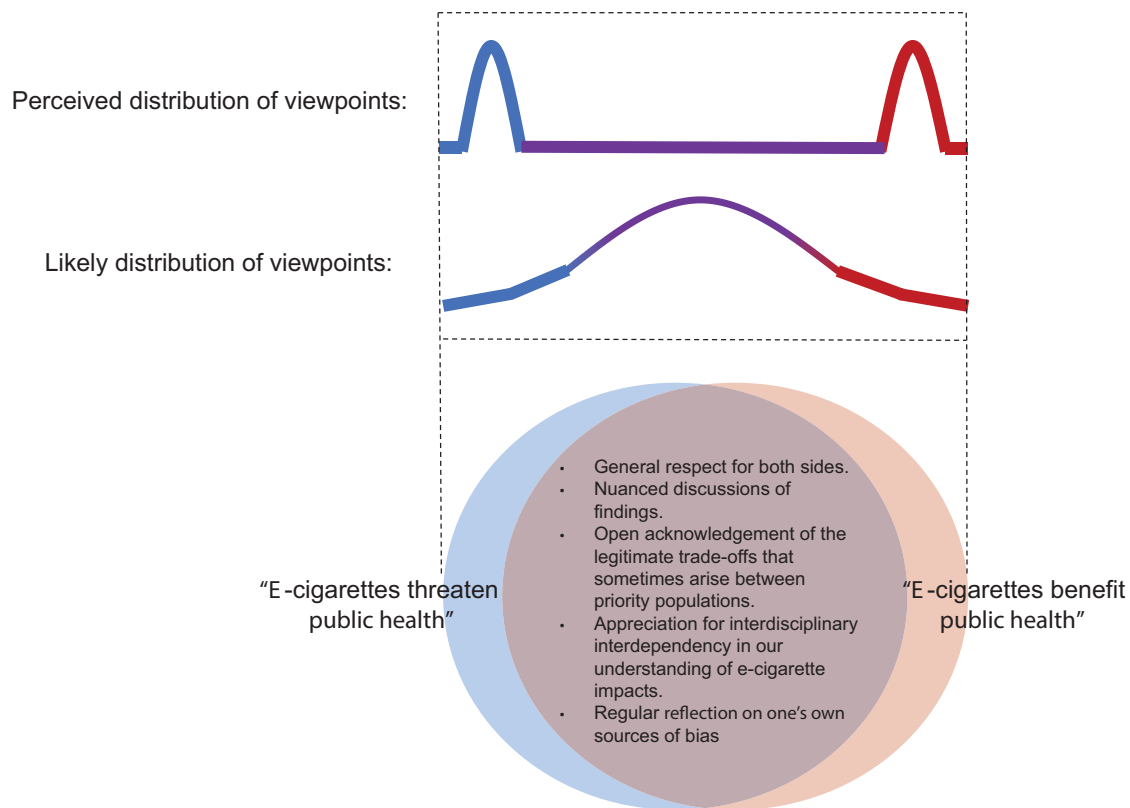 Perceived distribution of viewpoints:
Likely distribution of viewpoints:
• General respect for both sides.
• Nuanced discussions of
findings.
• Open acknowledgement of the
legitimate trade-offs that
sometimes arise between
priority populations.
• Appreciation for interdisciplinary
interdependency in our
understanding of e-cigarette
impacts.
• Regular reflection on one’s own
sources of bias
“E-cigarettes threaten
public health”
“E-cigarettes benefit
public health”